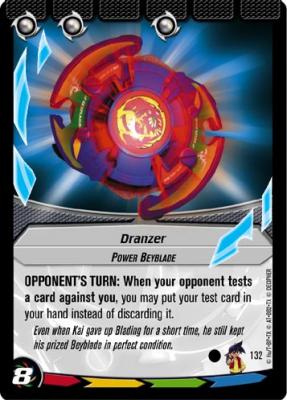 Dranzer
POWER BEYBLADE
OPPONENT'S TURN: When your opponent tests
a card against you, you may put your test card in
your hand instead of discarding it.
Even when Kai gave up Blading for a short time, he still kept
his prized Beyblade in perfect condition.
132
8